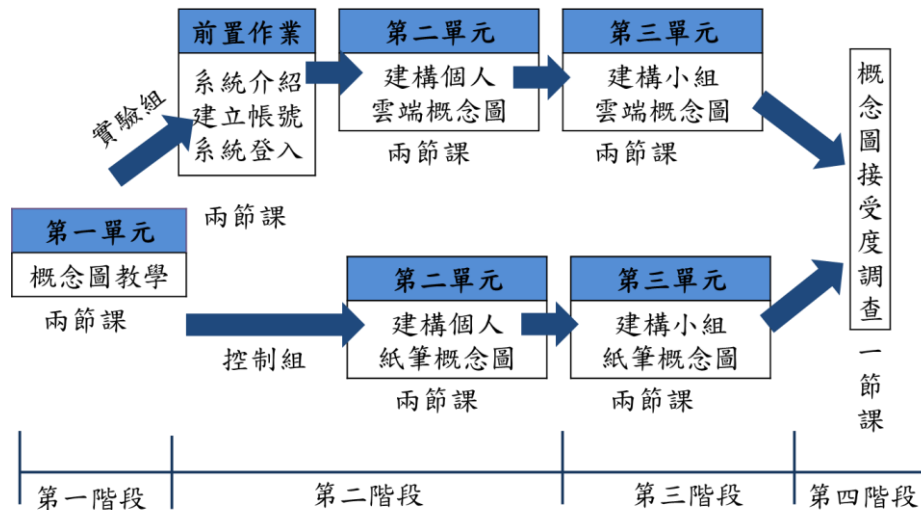 前置作業
系統介紹
建立帳號
系統登入
兩節課
第二單元
建構個人
雲端概念圖
兩節課
第三單元
建構小組
雲端概念圖
兩節課
實驗組
第一單元
概念圖教學
兩節課
控制組
第二單元
建構個人
紙筆概念圖
兩節課
第三單元
建構小組
紙筆概念圖
兩節課
概念圖接受度調查
一節課
第一階段
第二階段
第三階段
第四階段